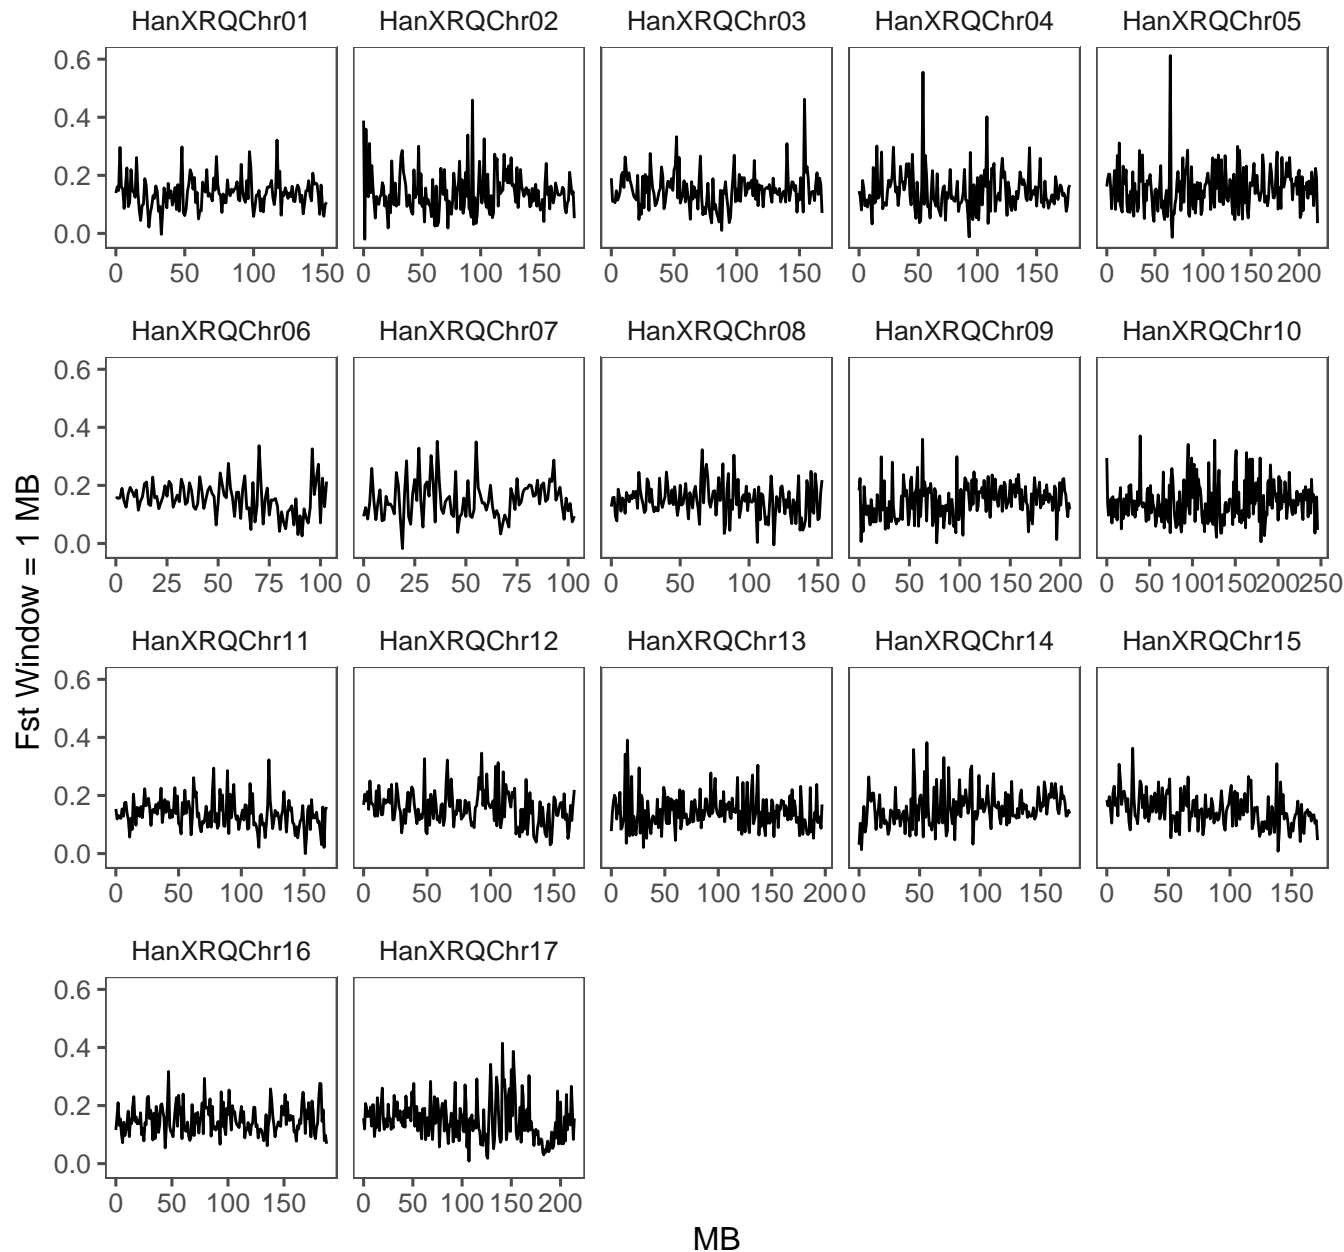 HanXRQChr01 HanXRQChr02 HanXRQChr03 HanXRQChr04 HanXRQChr05
0.6
0.4
0.2
0.0
0 50 100 150 0 50 100 150 0 50 100 150 0 50 100 150 0 50 100 150 200
HanXRQChr06 HanXRQChr07 HanXRQChr08 HanXRQChr09 HanXRQChr10
0.6
0.4
0.2
0.0
0 25 50 75 100 0 25 50 75 100 0 50 100 150 0 50 100 150 200 0 50 100 150 200 250
Fst Window = 1 MB
HanXRQChr11 HanXRQChr12 HanXRQChr13 HanXRQChr14 HanXRQChr15
0.6
0.4
0.2
0.0
0 50 100 150 0 50 100 150 0 50 100 150 200 0 50 100 150 0 50 100 150
HanXRQChr16 HanXRQChr17
0.6
0.4
0.2
0.0
0 50 100 150 0 50 100 150 200
MB